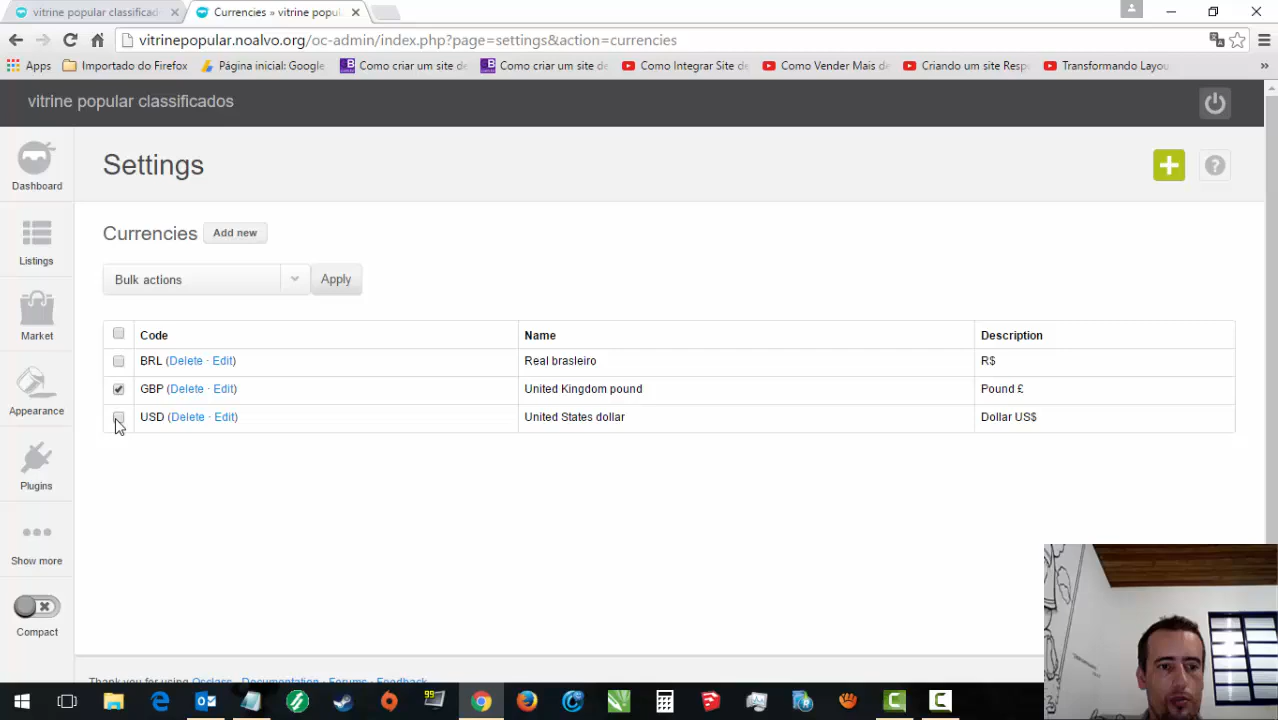 vitrine popular classificad
Currencies » vitrine popu
vitrinepopular.noalvo.org/oc-admin/index.php?page=settings&action=currencies
Apps Importado do Firefox Página inicial: Google Como criar um site de Como criar um site de Como Integrar Site de Como Vender Mais de Criando um site Resp Transformando Layou »
vitrine popular classificados
Settings
?
Dashboard
Listings
Market
Appearance
Plugins
Show more
Compact
Currencies Add new
Bulk actions Apply
Code Name Description
BRL (Delete · Edit) Real brasleiro R$
GBP (Delete · Edit) United Kingdom pound Pound £
USD (Delete · Edit) United States dollar Dollar US$
Thank you for using Osclass · Documentation · Forums · Feedback
99